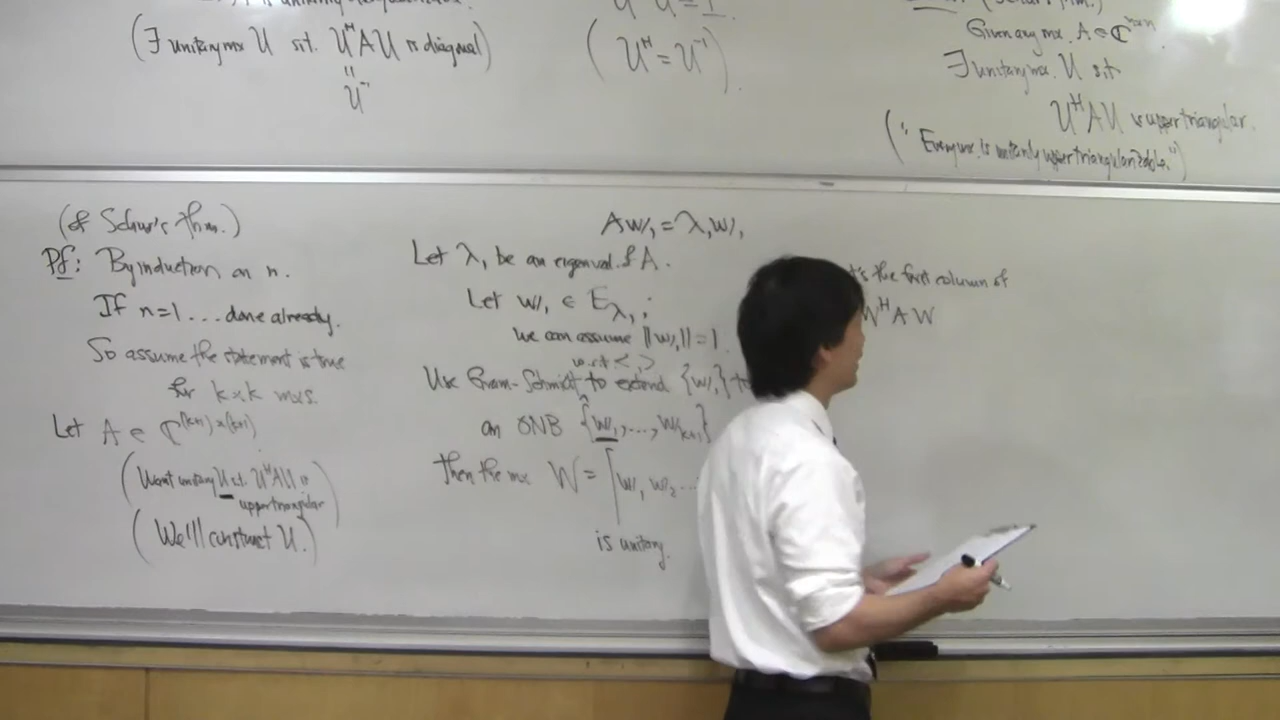 (∃ unitary mx U s.t. U^H A U is diagonal)
"
U^-1
(U^H = U^-1).
Given any mx. A ∈ ℂ^{n×n}
∃ unitary mx. U s.t.
U^H A U is upper triangular.
("Every mx. is unitarily upper triangularizable.")
(of Schur's thm.)
Pf: By induction on n.
If n=1 ... done already.
So assume the statement is true
for k×k mxs.
Let A ∈ ℂ^{(k+1)×(k+1)}
(Want unitary U s.t. U^H A U is
upper triangular)
(We'll construct U.)
Aw₁ = λ₁w₁,
Let λ₁ be an eigenval. of A.
Let w₁ ∈ E_{λ₁};
we can assume ||w₁|| = 1
w.r.t < , >
Use Gram-Schmidt to extend {w₁} to
an ONB {w₁, ..., w_{k+1}}
Then the mx W = [w₁ w₂ ...
is unitary.
the first column of
W^H A W